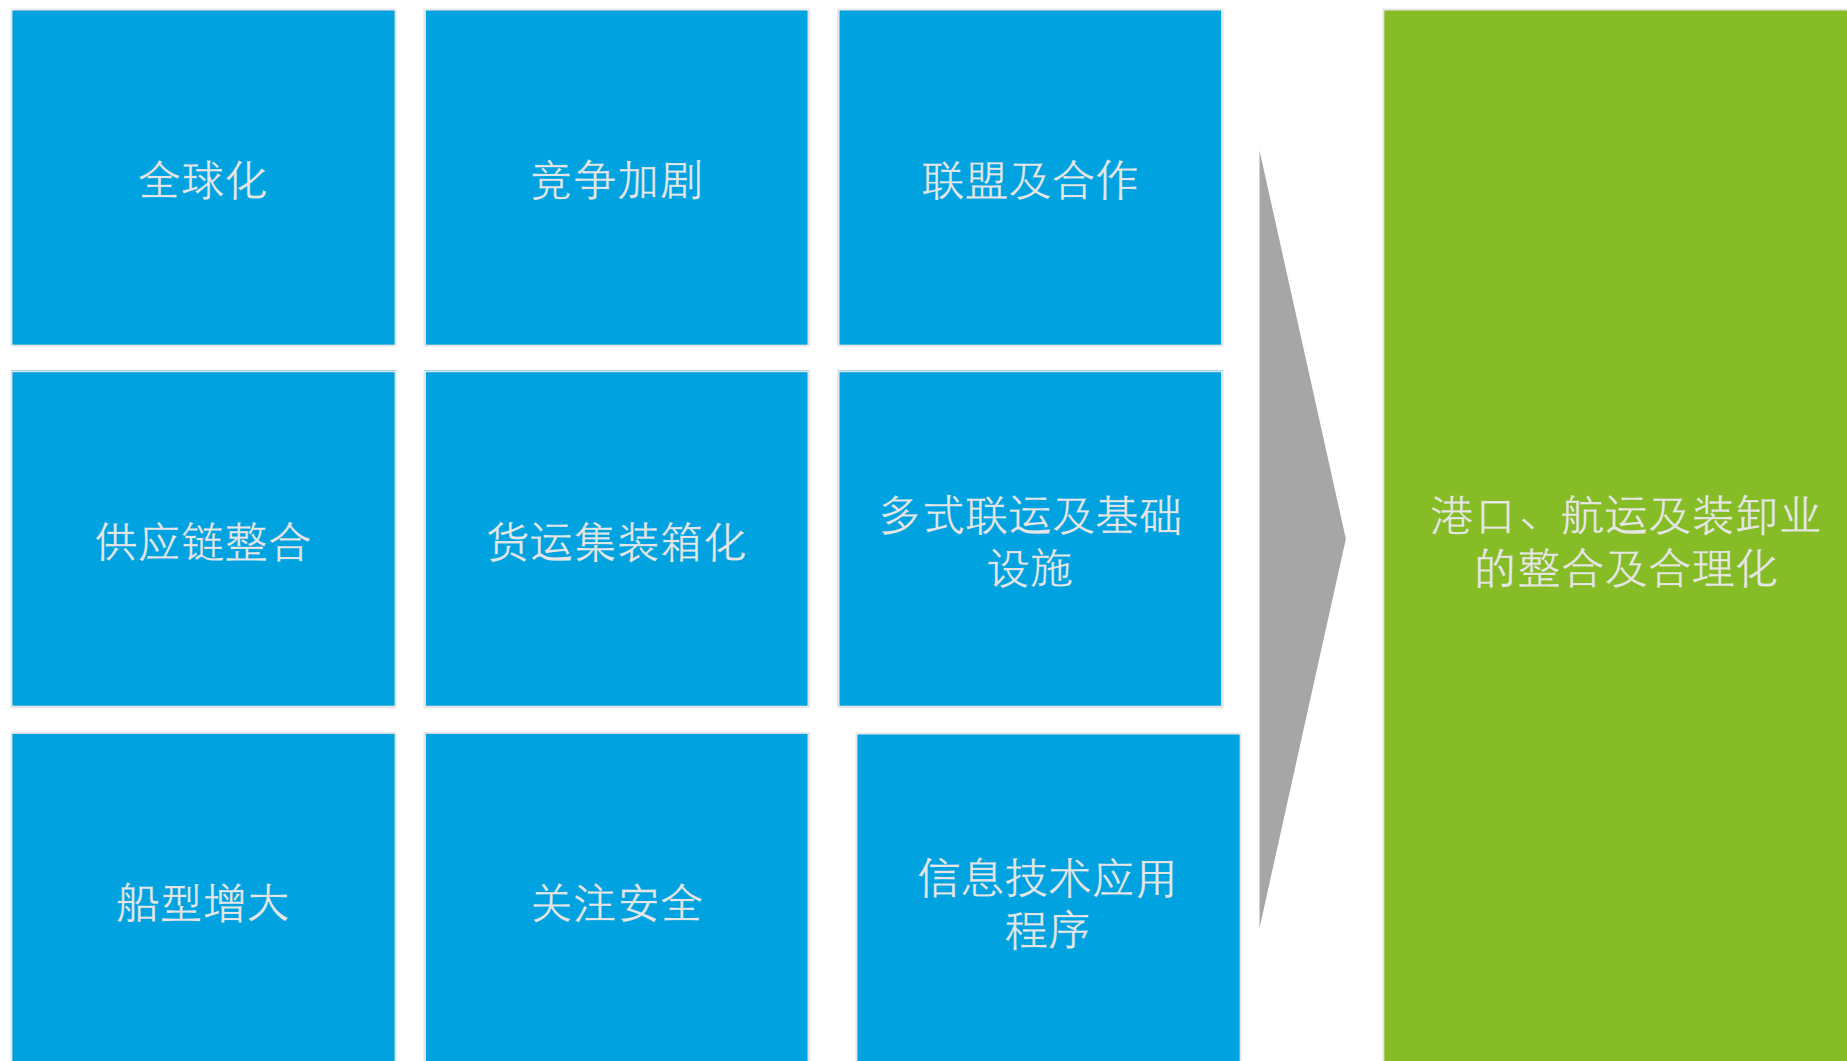 全球化
竞争加剧
联盟及合作
供应链整合
货运集装箱化
多式联运及基础
设施
船型增大
关注安全
信息技术应用
程序
港口、航运及装卸业
的整合及合理化